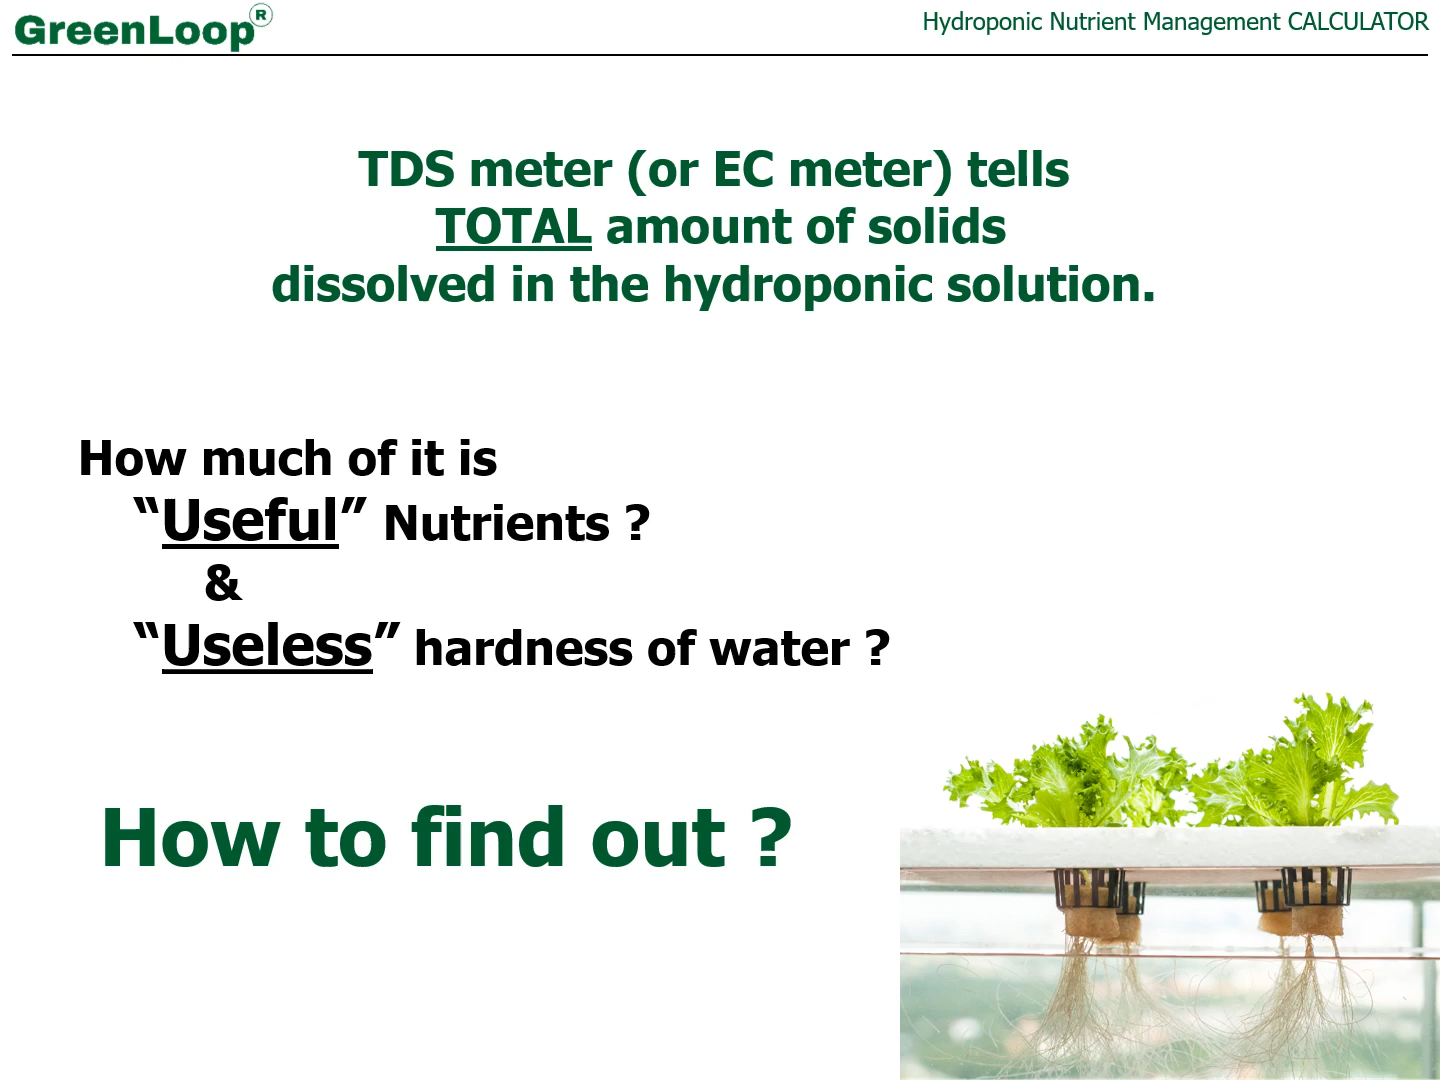 GreenLoop®
Hydroponic Nutrient Management CALCULATOR
TDS meter (or EC meter) tells
TOTAL amount of solids
dissolved in the hydroponic solution.
How much of it is
“Useful” Nutrients ?
&
“Useless” hardness of water ?
How to find out ?